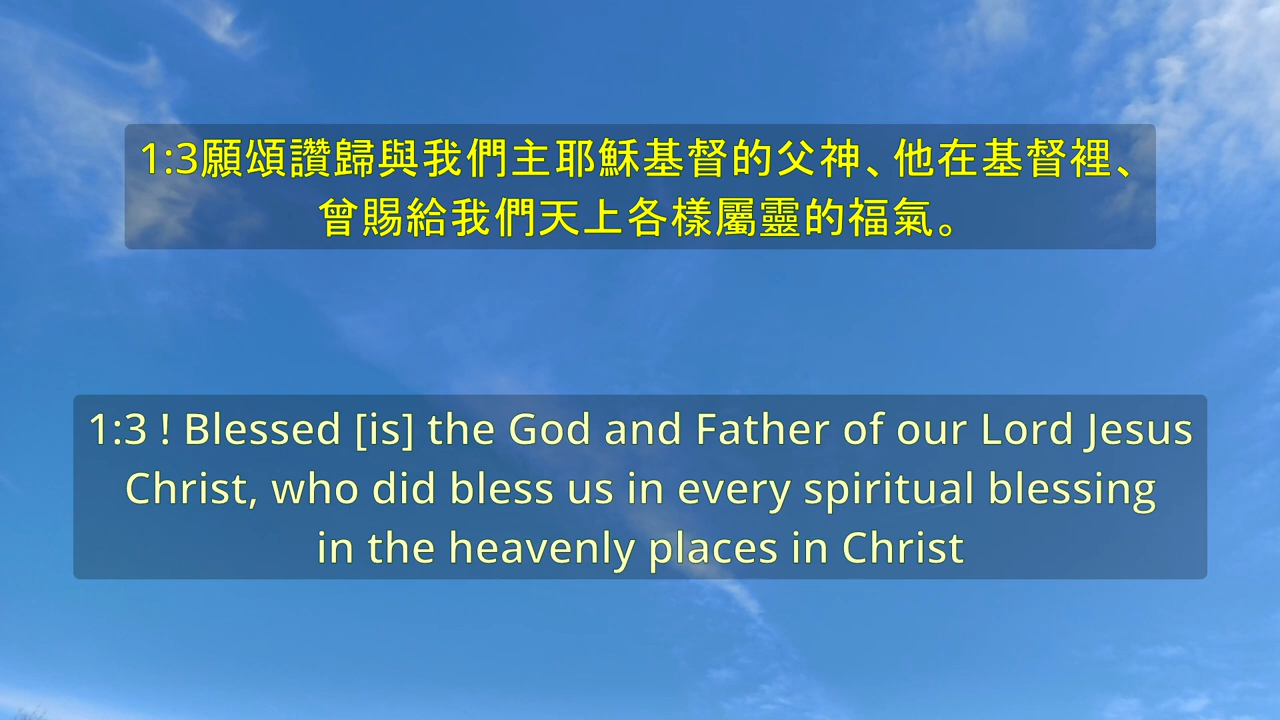 1:3願頌讚歸與我們主耶穌基督的父神、他在基督裡、
曾賜給我們天上各樣屬靈的福氣。
1:3 ! Blessed [is] the God and Father of our Lord Jesus
Christ, who did bless us in every spiritual blessing
in the heavenly places in Christ